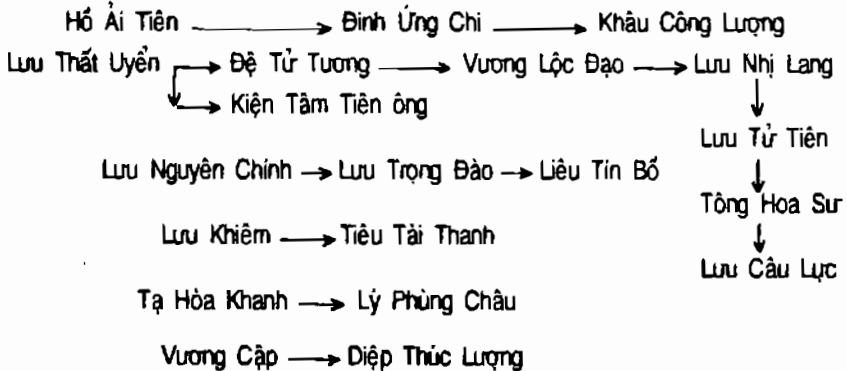 Hồ Ải Tiên → Đinh Ứng Chi → Khâu Công Lượng
Lưu Thất Uyển → Đệ Tử Tương → Vương Lộc Đạo → Lưu Nhị Lang
→ Kiện Tâm Tiên ông
Lưu Tử Tiên
Lưu Nguyên Chính → Lưu Trọng Đào → Liêu Tín Bổ
Tông Hoa Sư
Lưu Khiêm → Tiêu Tài Thanh
Lưu Câu Lực
Tạ Hòa Khanh → Lý Phùng Châu
Vương Cập → Diệp Thúc Lượng